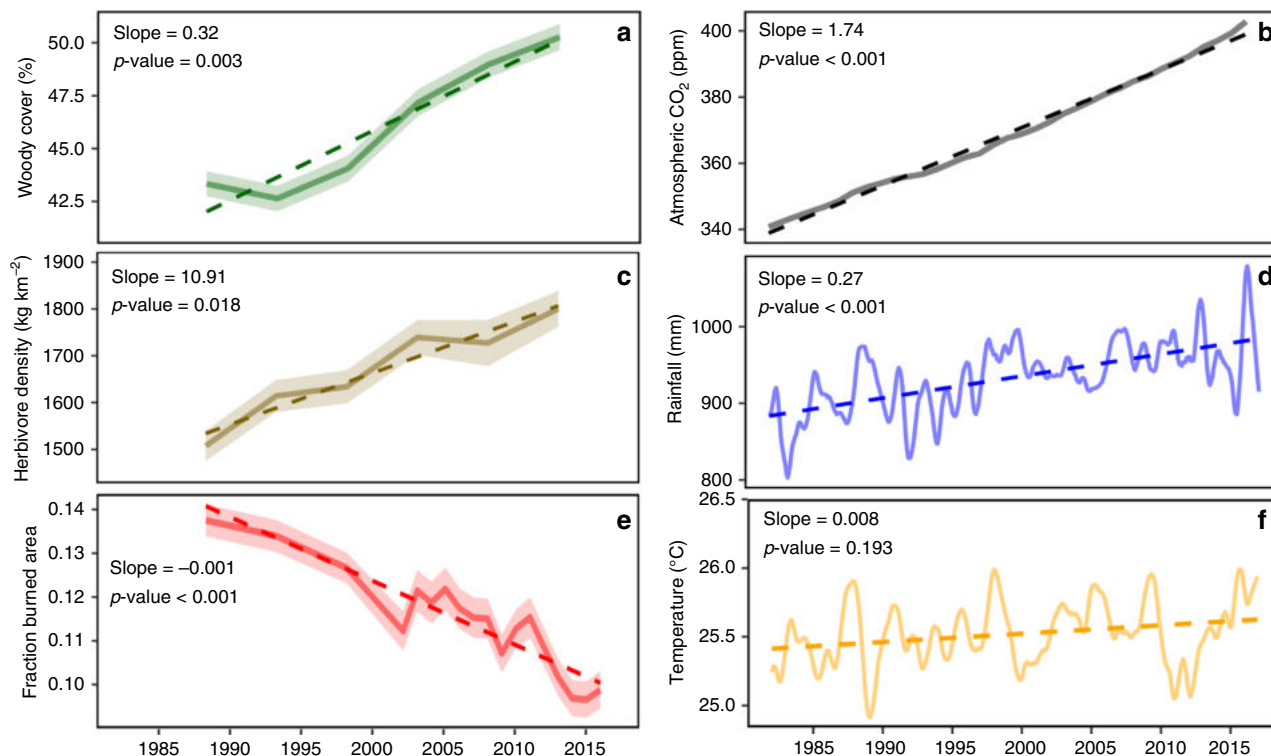 Slope = 0.32
p-value = 0.003
a
50.0
47.5
45.0
42.5
Woody cover (%)
Slope = 1.74
p-value < 0.001
b
400
380
360
340
Atmospheric CO₂ (ppm)
Slope = 10.91
p-value = 0.018
c
1900
1800
1700
1600
1500
Herbivore density (kg km⁻²)
Slope = 0.27
p-value < 0.001
d
1000
900
800
Rainfall (mm)
Slope = –0.001
p-value < 0.001
e
0.14
0.13
0.12
0.11
0.10
Fraction burned area
1985 1990 1995 2000 2005 2010 2015
Slope = 0.008
p-value = 0.193
f
26.5
26.0
25.5
25.0
Temperature (°C)
1985 1990 1995 2000 2005 2010 2015